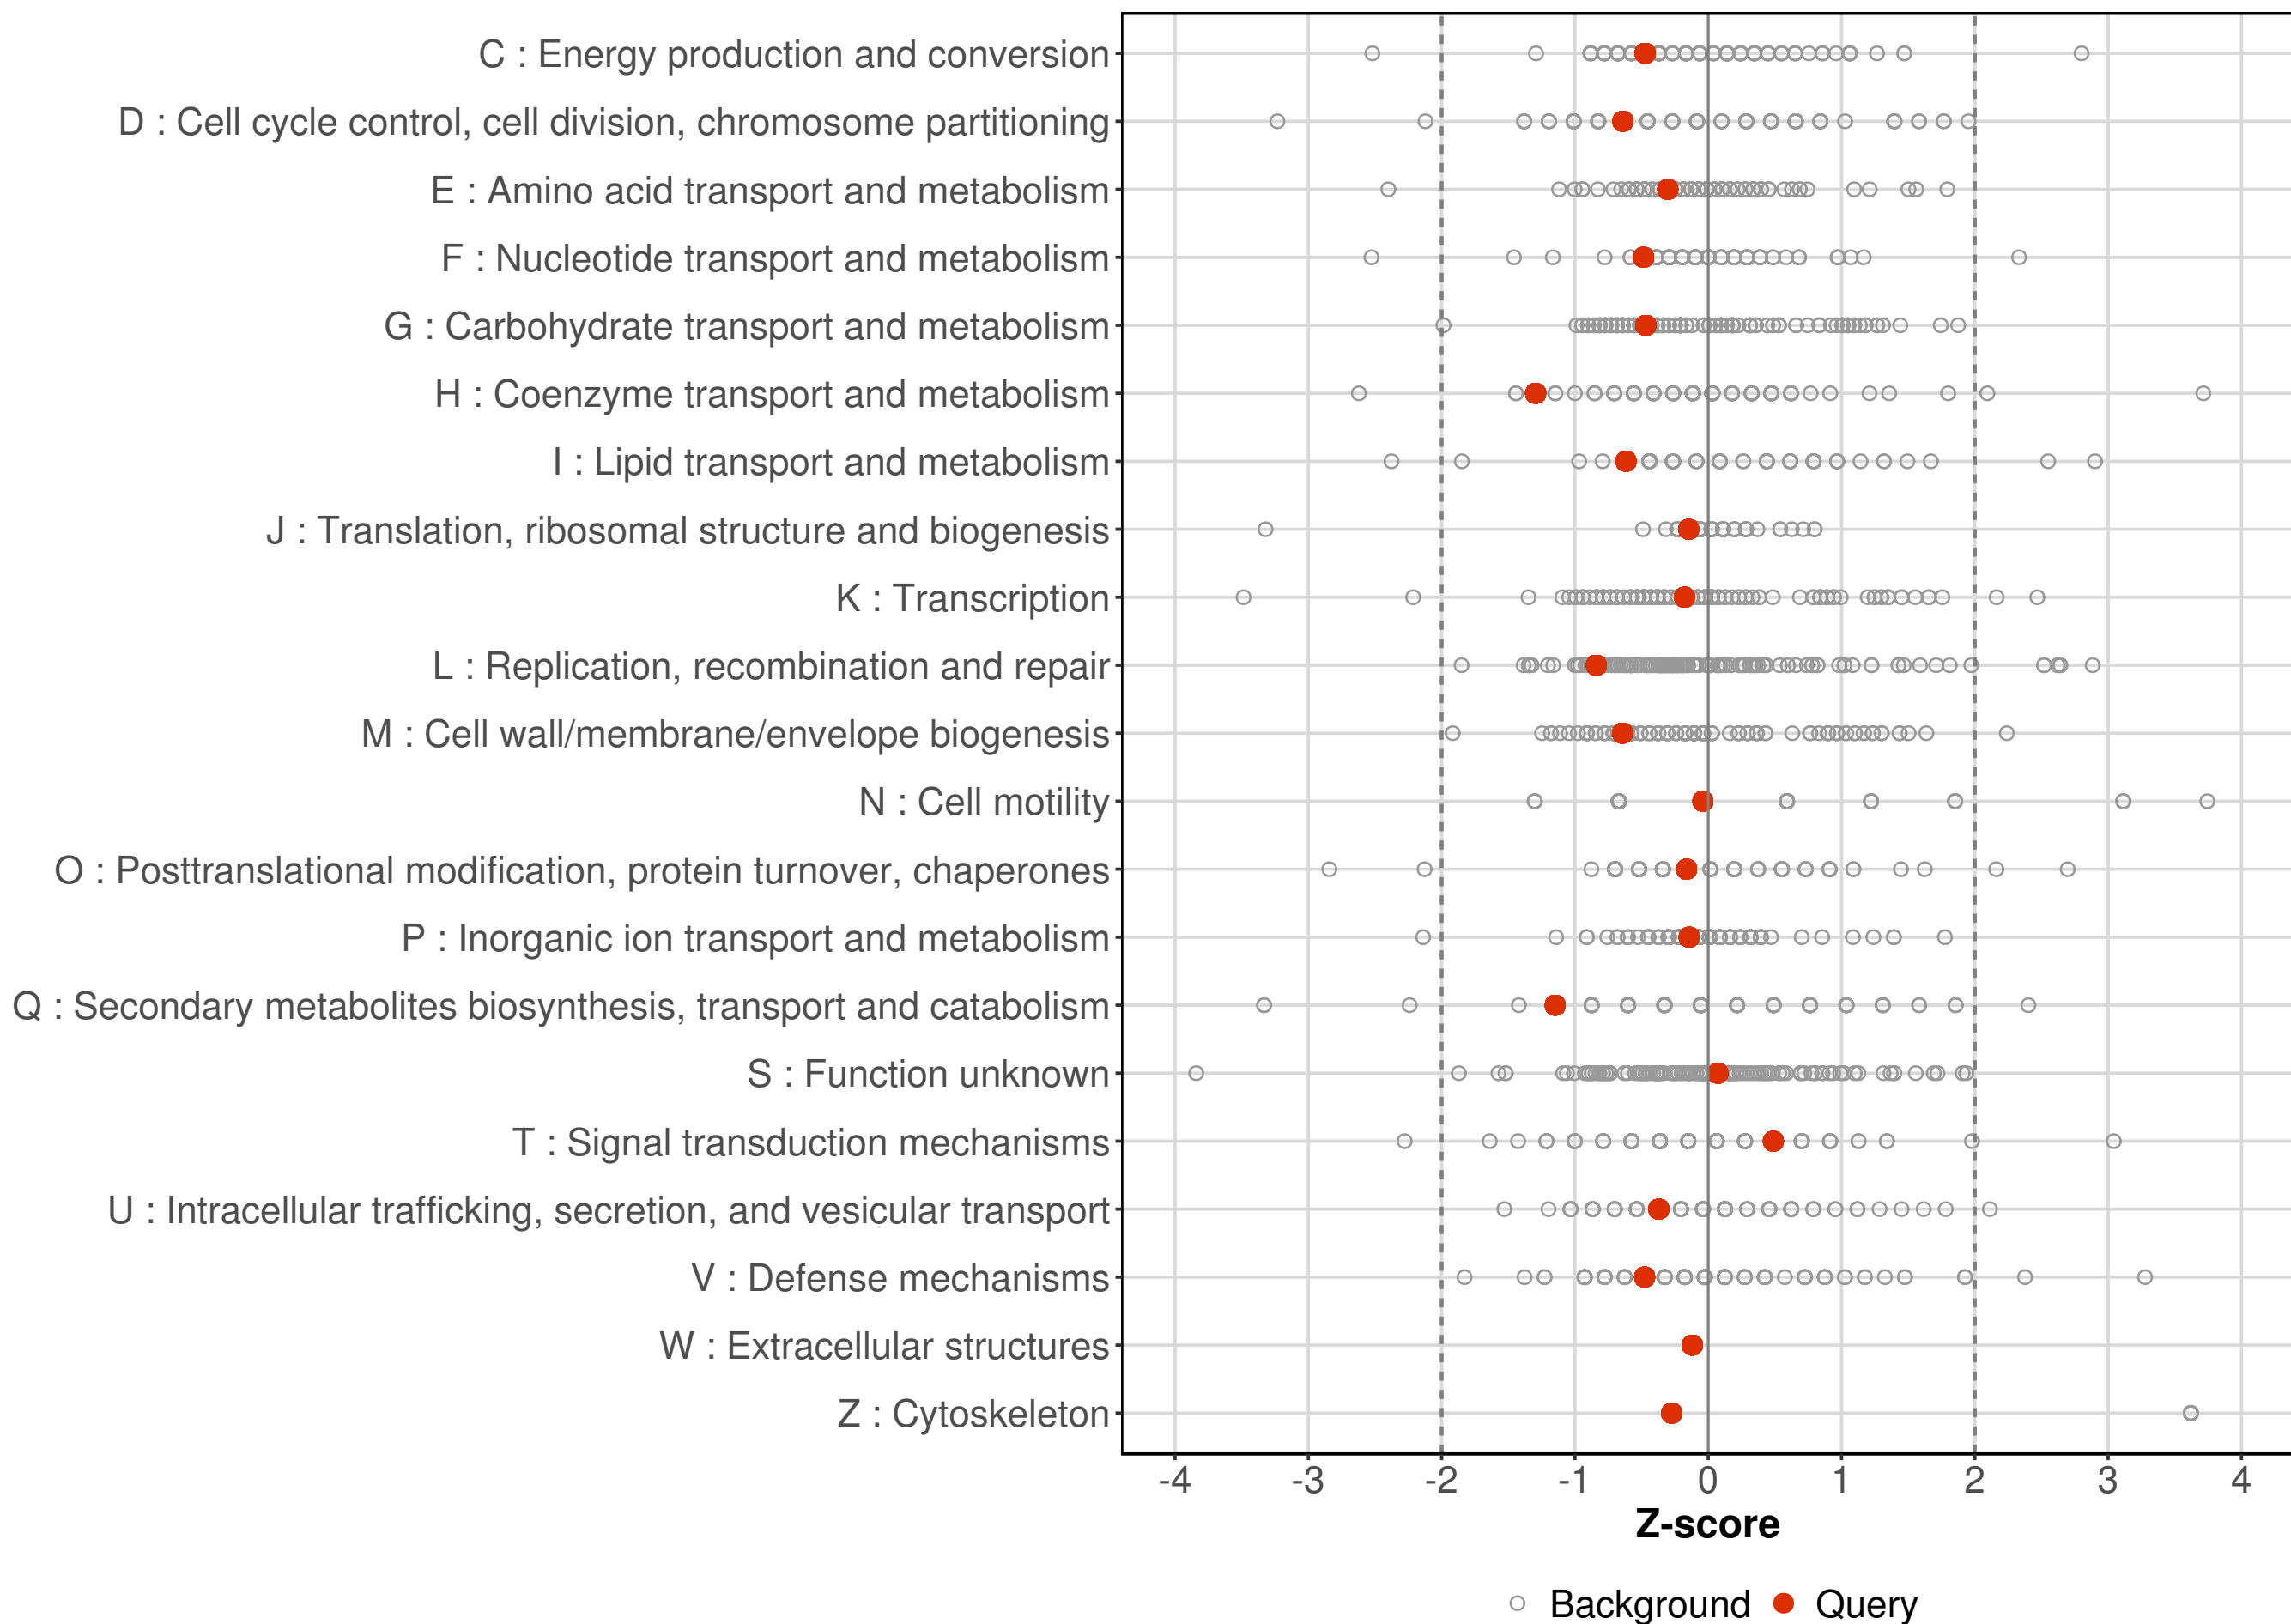 C : Energy production and conversion
D : Cell cycle control, cell division, chromosome partitioning
E : Amino acid transport and metabolism
F : Nucleotide transport and metabolism
G : Carbohydrate transport and metabolism
H : Coenzyme transport and metabolism
I : Lipid transport and metabolism
J : Translation, ribosomal structure and biogenesis
K : Transcription
L : Replication, recombination and repair
M : Cell wall/membrane/envelope biogenesis
N : Cell motility
O : Posttranslational modification, protein turnover, chaperones
P : Inorganic ion transport and metabolism
Q : Secondary metabolites biosynthesis, transport and catabolism
S : Function unknown
T : Signal transduction mechanisms
U : Intracellular trafficking, secretion, and vesicular transport
V : Defense mechanisms
W : Extracellular structures
Z : Cytoskeleton
-4 -3 -2 -1 0 1 2 3 4
Z-score
Background Query